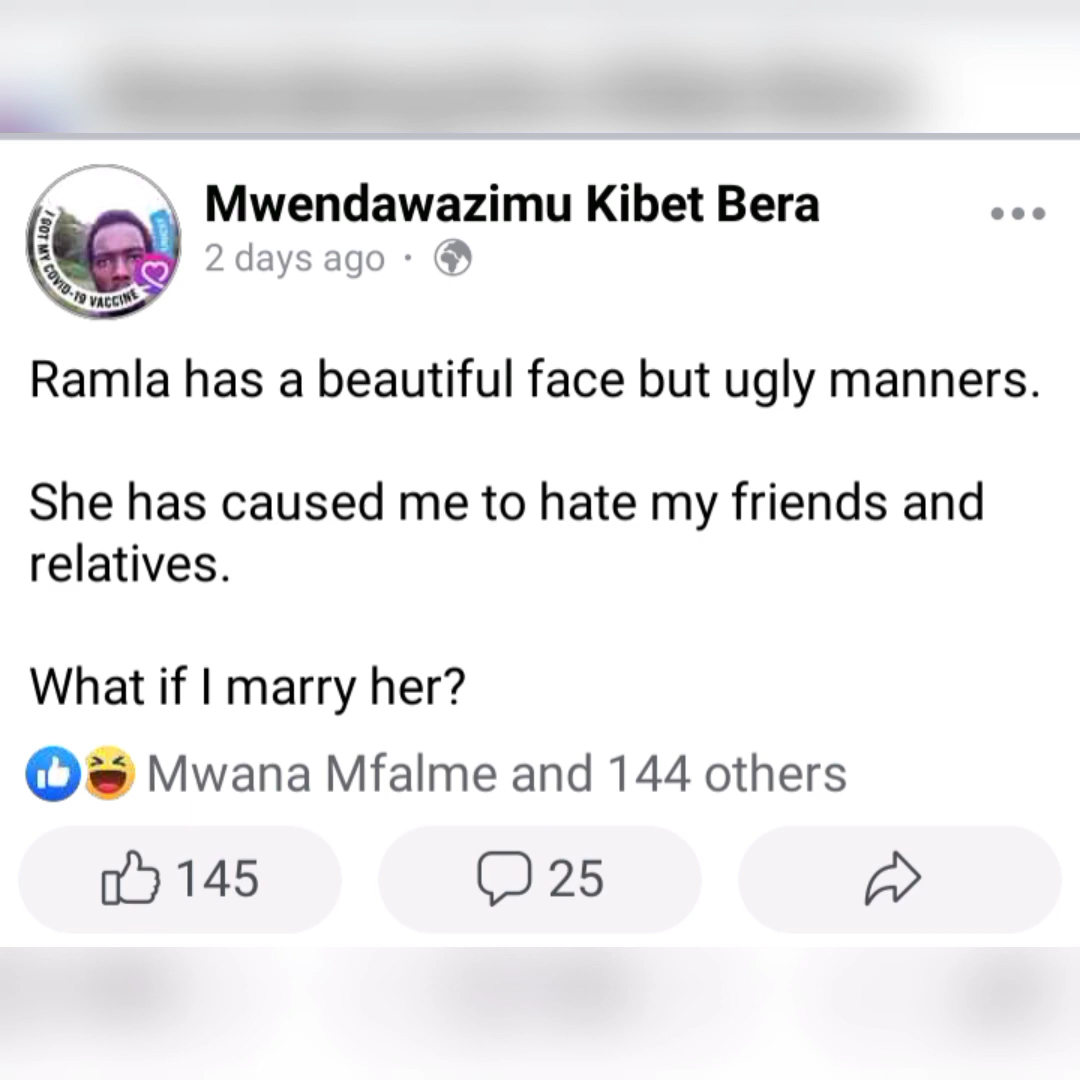 Mwendawazimu Kibet Bera
2 days ago ·
I GOT MY COVID-19 VACCINE
Ramla has a beautiful face but ugly manners.
She has caused me to hate my friends and
relatives.
What if I marry her?
Mwana Mfalme and 144 others
145
25